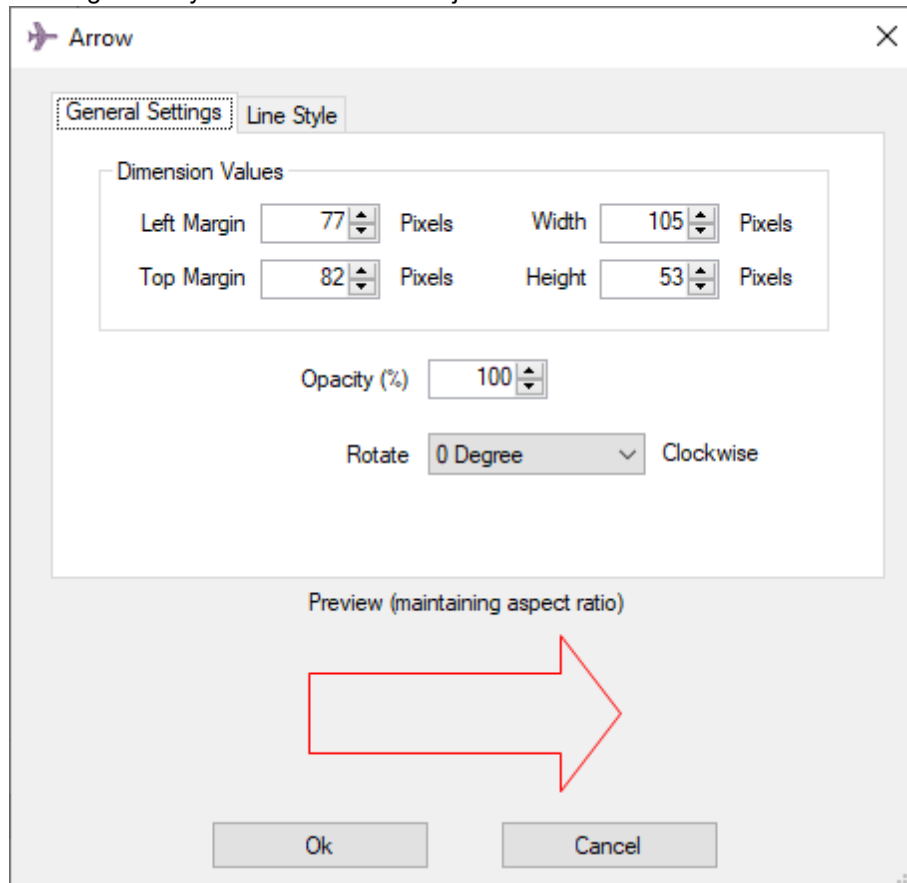 Arrow
General Settings Line Style
Dimension Values
Left Margin 77 Pixels Width 105 Pixels
Top Margin 82 Pixels Height 53 Pixels
Opacity (%) 100
Rotate 0 Degree Clockwise
Preview (maintaining aspect ratio)
Ok Cancel